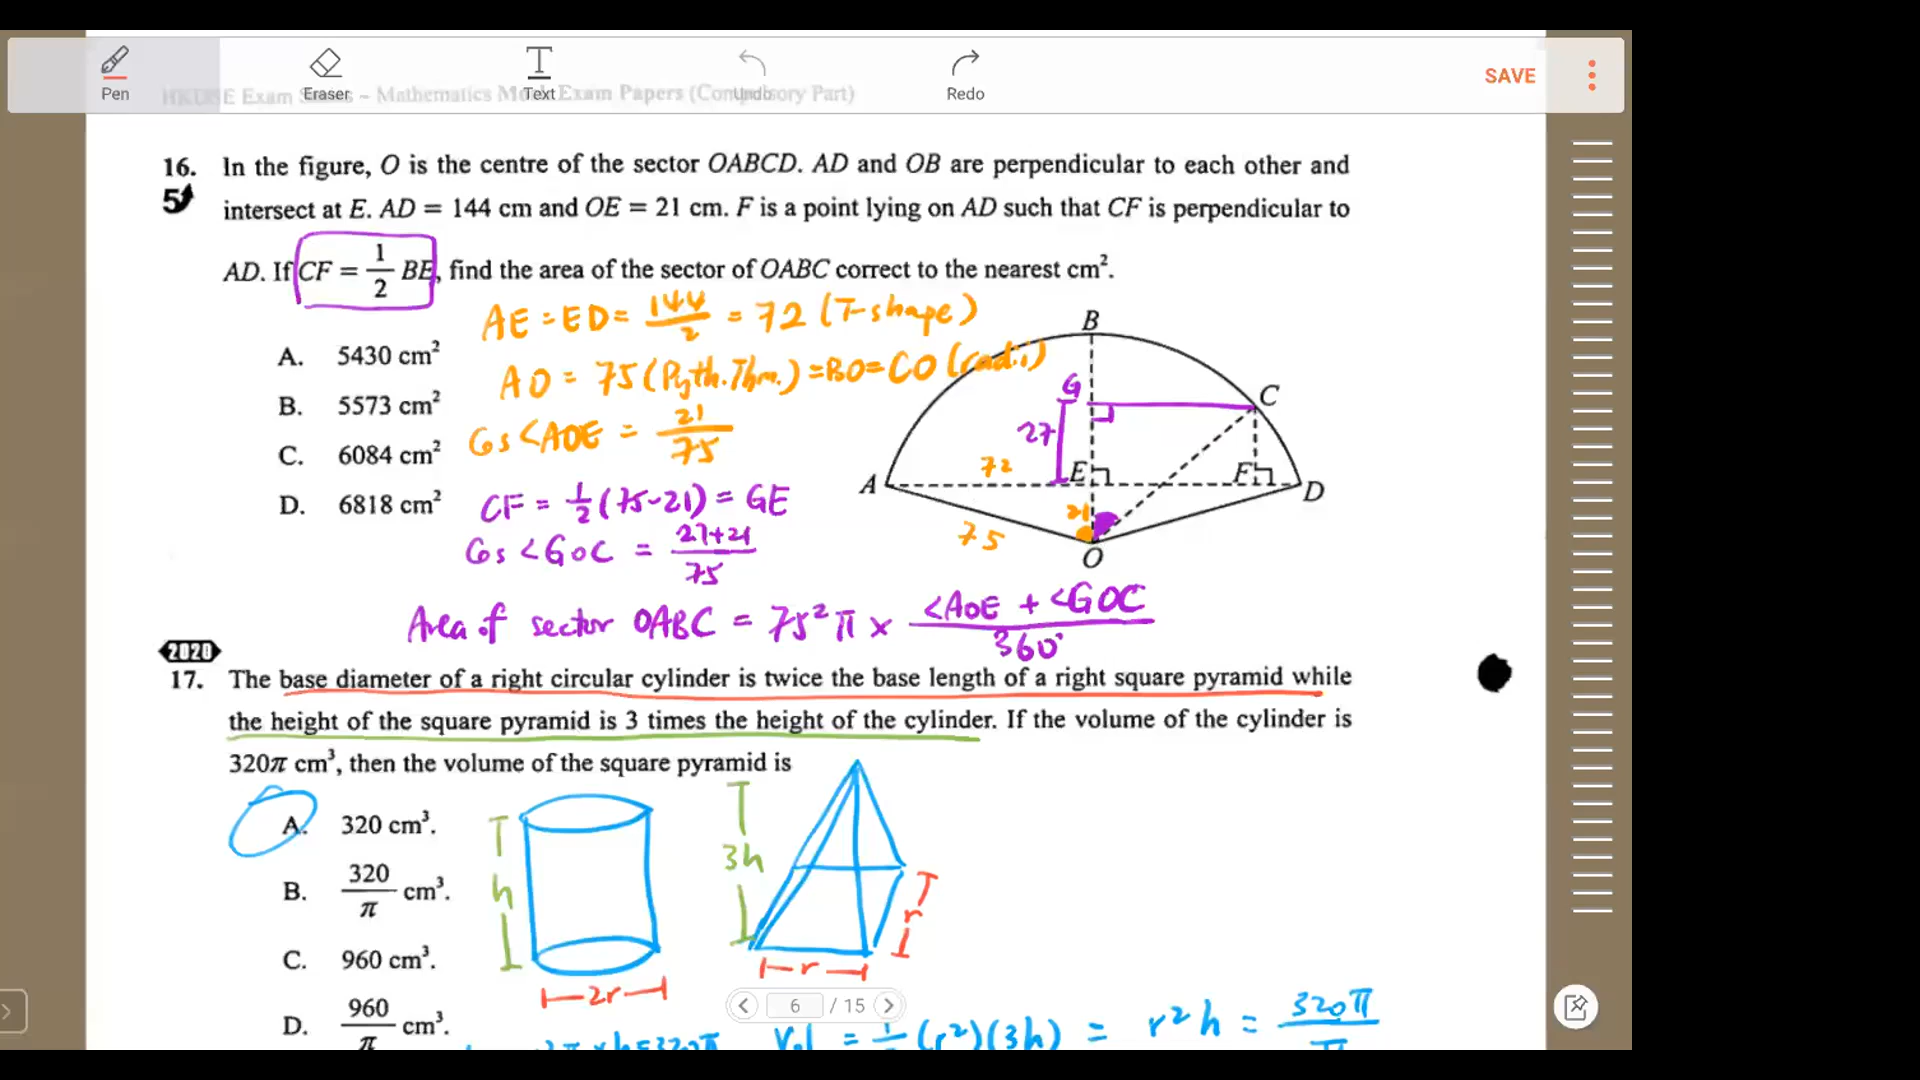 Pen
Eraser
Text
Undo
Redo
SAVE
HKDSE Exam Series – Mathematics Mock Exam Papers (Compulsory Part)
16. In the figure, O is the centre of the sector OABCD. AD and OB are perpendicular to each other and
5 intersect at E. AD = 144 cm and OE = 21 cm. F is a point lying on AD such that CF is perpendicular to
AD. If CF = 1/2 BE, find the area of the sector of OABC correct to the nearest cm².
AE = ED = 144/2 = 72 (T-shape)
A. 5430 cm²
AO = 75 (Pyth. Thm.) = BO = CO (radii)
B. 5573 cm²
Cos <AOE = 21/75
C. 6084 cm²
D. 6818 cm²
CF = 1/2 (75-21) = GE
Cos <GOC = 27+21/75
B
G
C
27
72
E
F
A
D
21
75
O
Area of sector OABC = 75²π × <AOE + <GOC/360°
2020
17. The base diameter of a right circular cylinder is twice the base length of a right square pyramid while
the height of the square pyramid is 3 times the height of the cylinder. If the volume of the cylinder is
320π cm³, then the volume of the square pyramid is
A. 320 cm³.
B. 320/π cm³.
C. 960 cm³.
D. 960/π cm³.
h
2r
3h
r
r
6 / 15
Vol = (r²)(3h) = r²h = 320π